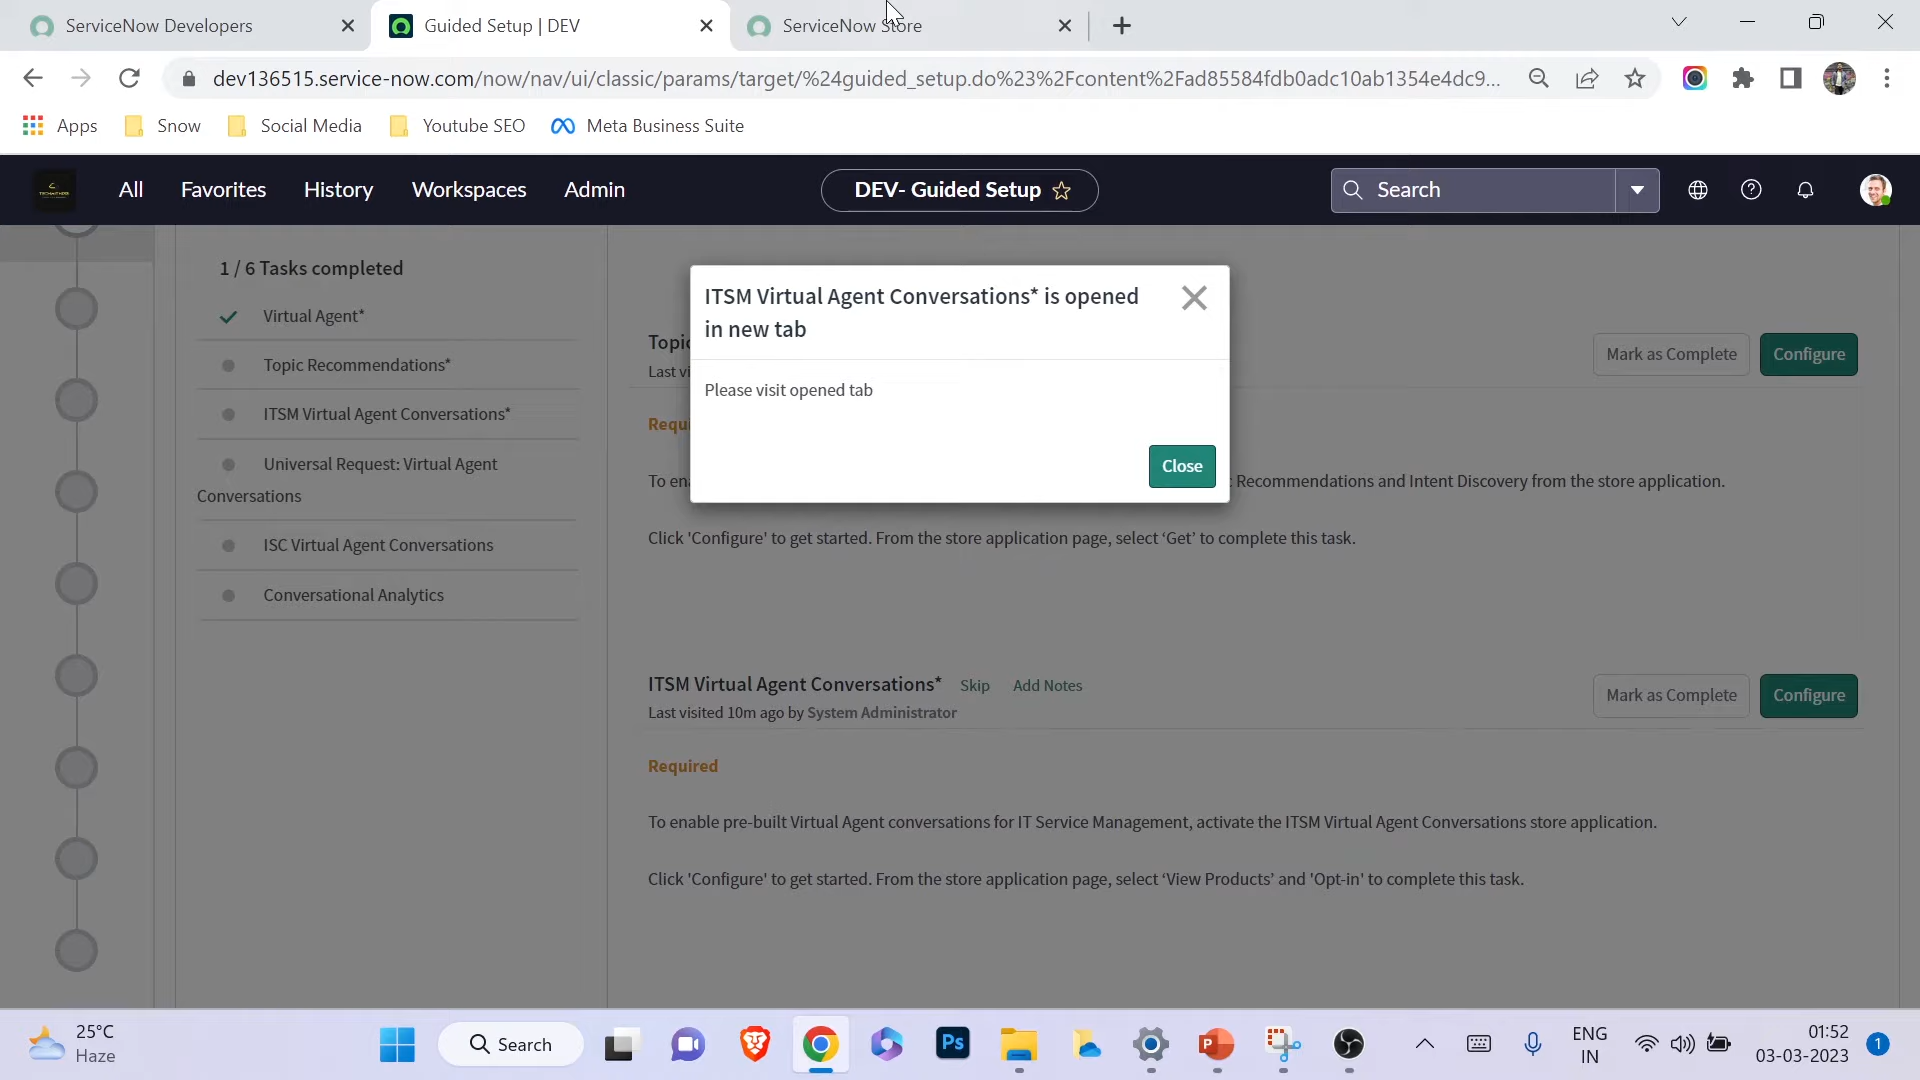 ServiceNow Developers
Guided Setup | DEV
ServiceNow Store
dev136515.service-now.com/now/nav/ui/classic/params/target/%24guided_setup.do%23%2Fcontent%2Fad85584fdb0adc10ab1354e4dc9...
Apps
Snow
Social Media
Youtube SEO
Meta Business Suite
All
Favorites
History
Workspaces
Admin
DEV- Guided Setup
Search
1 / 6 Tasks completed
Virtual Agent*
Topic Recommendations*
ITSM Virtual Agent Conversations*
Universal Request: Virtual Agent
Conversations
ISC Virtual Agent Conversations
Conversational Analytics
ITSM Virtual Agent Conversations* is opened
in new tab
Please visit opened tab
Close
Mark as Complete
Configure
Recommendations and Intent Discovery from the store application.
Click 'Configure' to get started. From the store application page, select ‘Get’ to complete this task.
ITSM Virtual Agent Conversations* Skip Add Notes
Last visited 10m ago by System Administrator
Mark as Complete
Configure
Required
To enable pre-built Virtual Agent conversations for IT Service Management, activate the ITSM Virtual Agent Conversations store application.
Click 'Configure' to get started. From the store application page, select ‘View Products’ and 'Opt-in' to complete this task.
25°C
Haze
Search
Ps
ENG
IN
01:52
03-03-2023
1